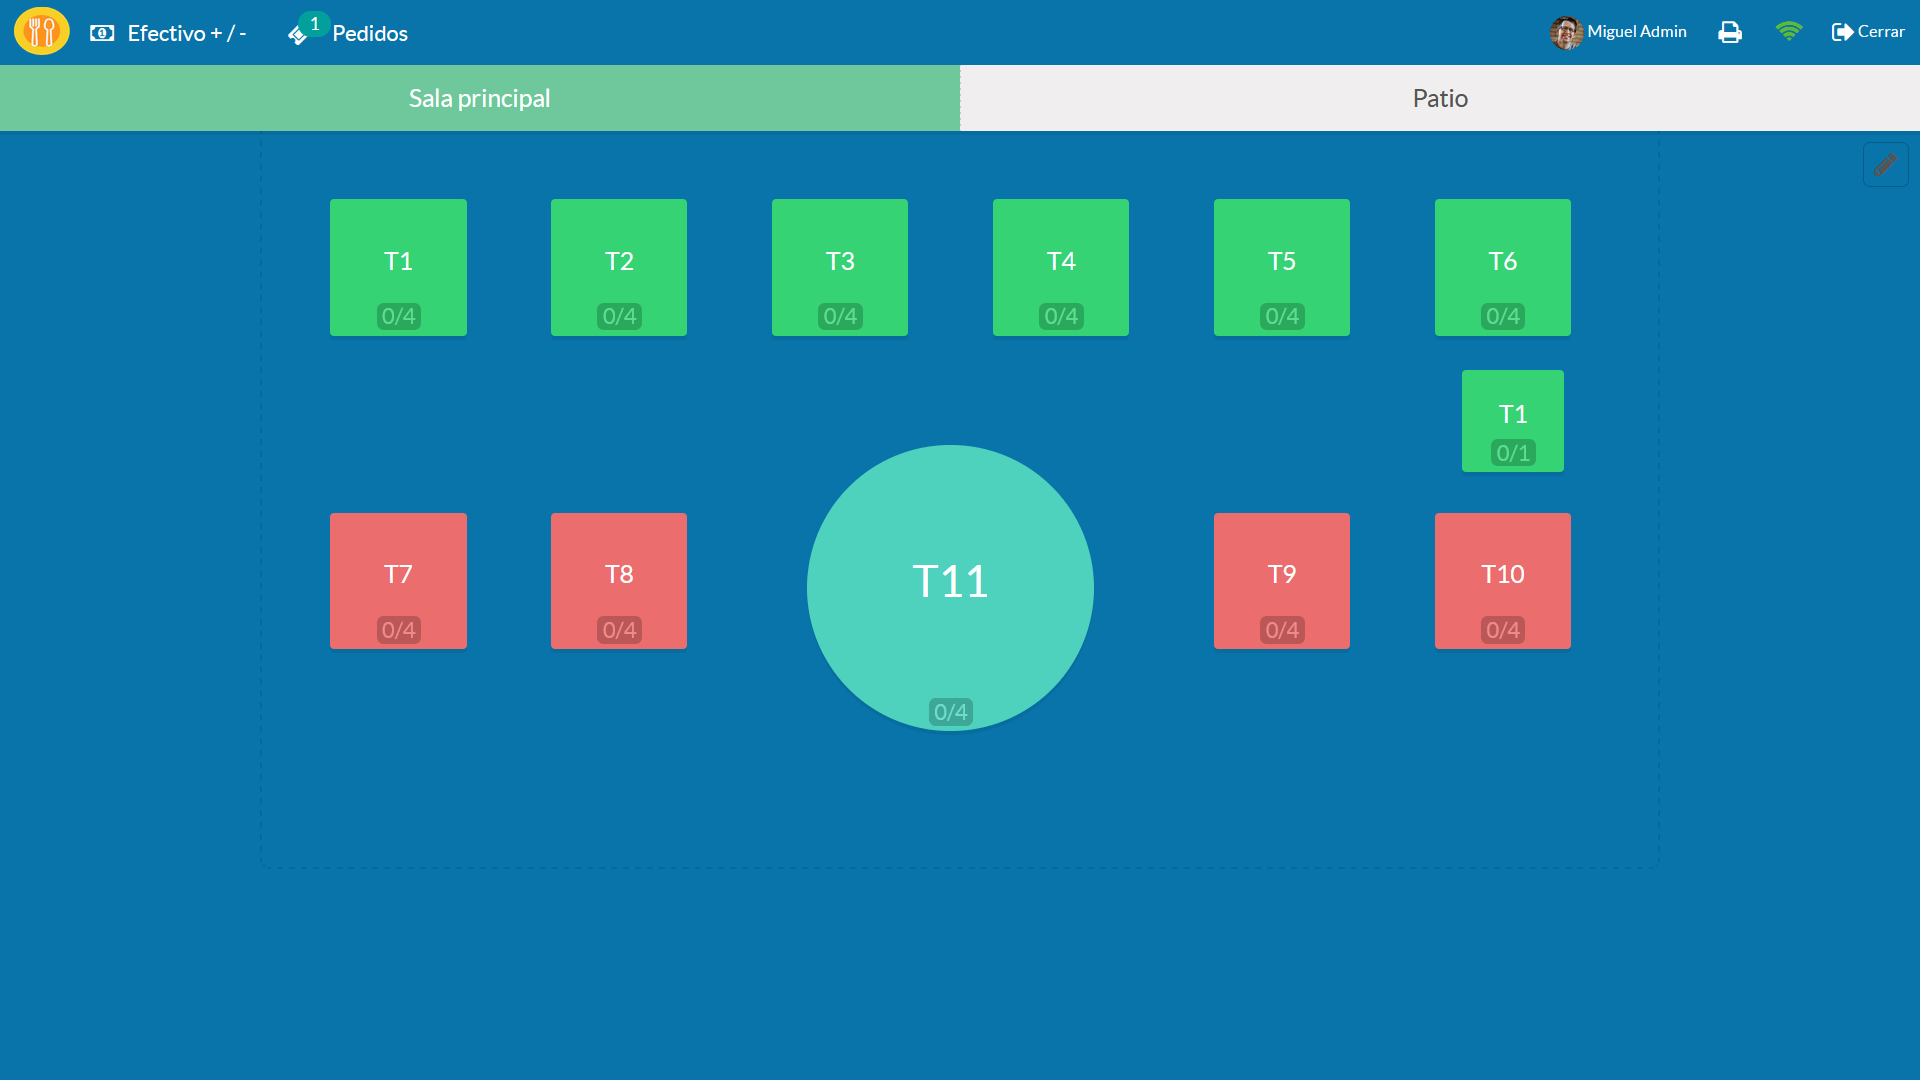 Efectivo + / -
1
Pedidos
Miguel Admin
Cerrar
Sala principal
Patio
T1
0/4
T2
0/4
T3
0/4
T4
0/4
T5
0/4
T6
0/4
T1
0/1
T7
0/4
T8
0/4
T11
0/4
T9
0/4
T10
0/4